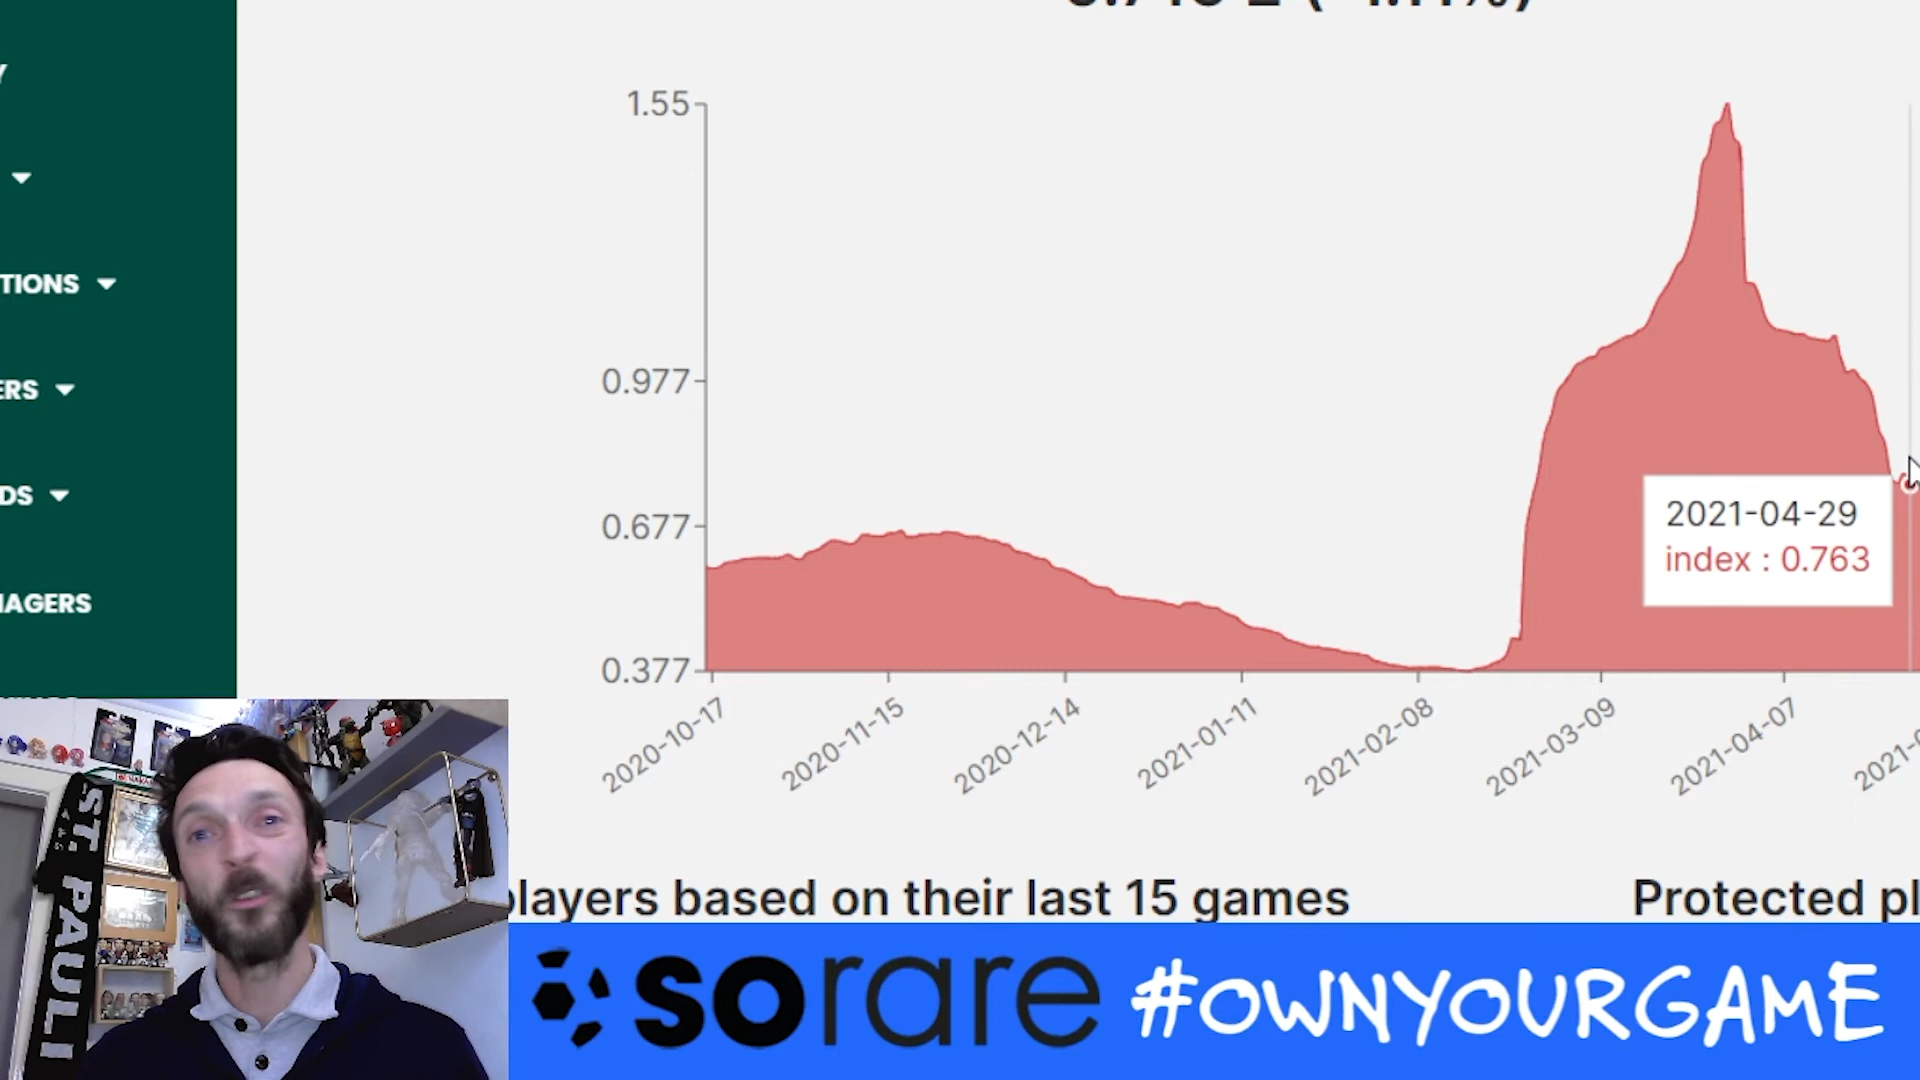 1.55
0.977
0.677
0.377
TIONS
ERS
DS
NAGERS
2021-04-29
index : 0.763
2020-10-17
2020-11-15
2020-12-14
2021-01-11
2021-02-08
2021-03-09
2021-04-07
players based on their last 15 games
Protected pl
ST. PAULI
sorare #OWNYOURGAME